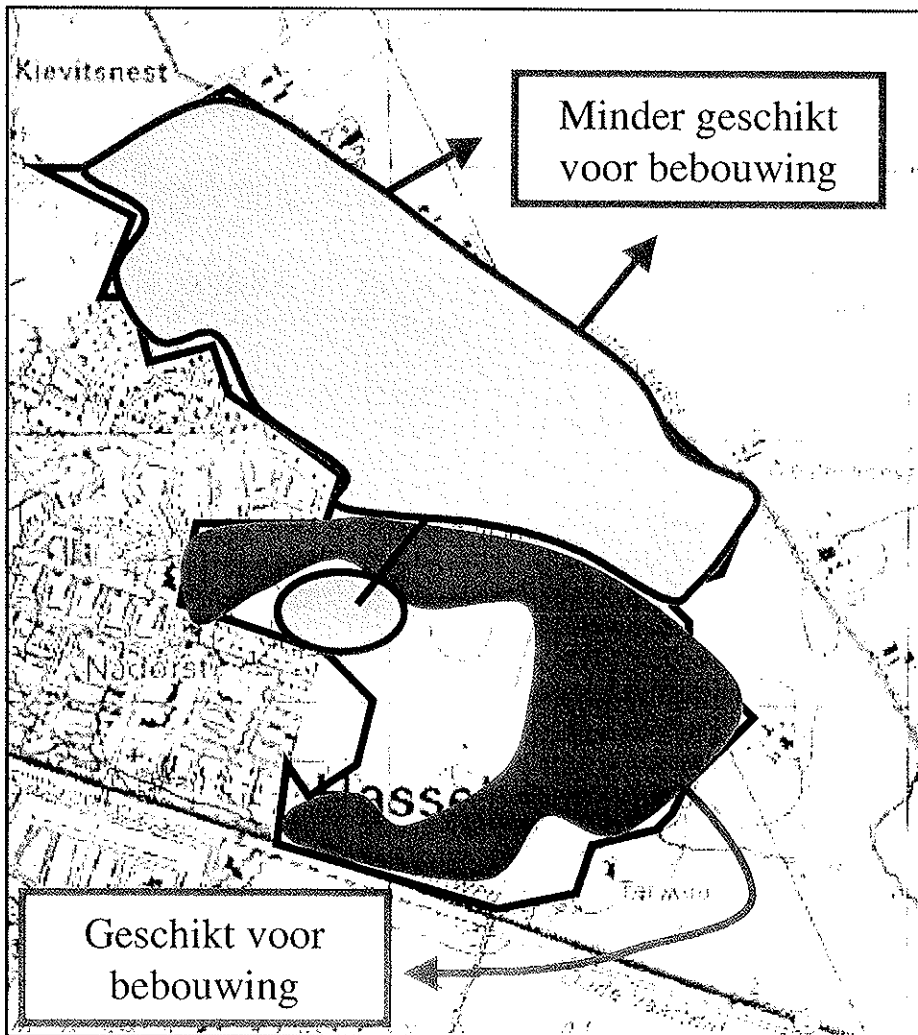 Kievitsnest
Minder geschikt
voor bebouwing
Geschikt voor
bebouwing